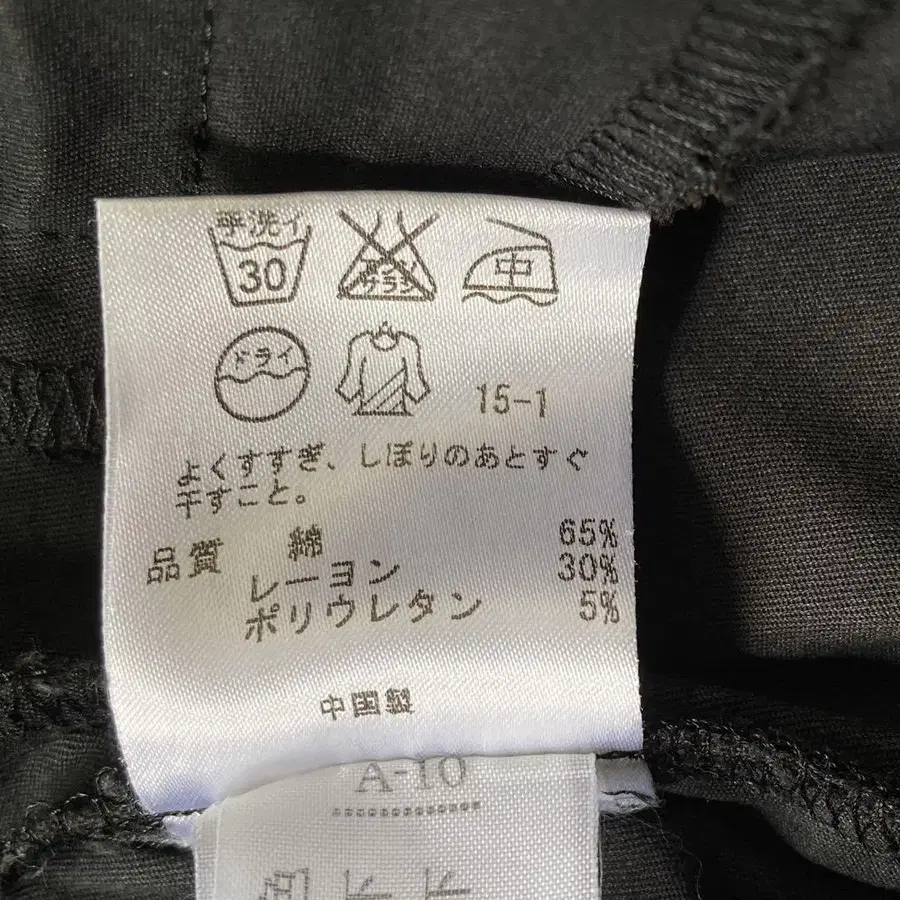 手洗イ
30
中
ドライ
15-1
よくすすぎ、しぼりのあとすぐ
干すこと。
品質 綿 65%
レーヨン 30%
ポリウレタン 5%
中国製
A-10